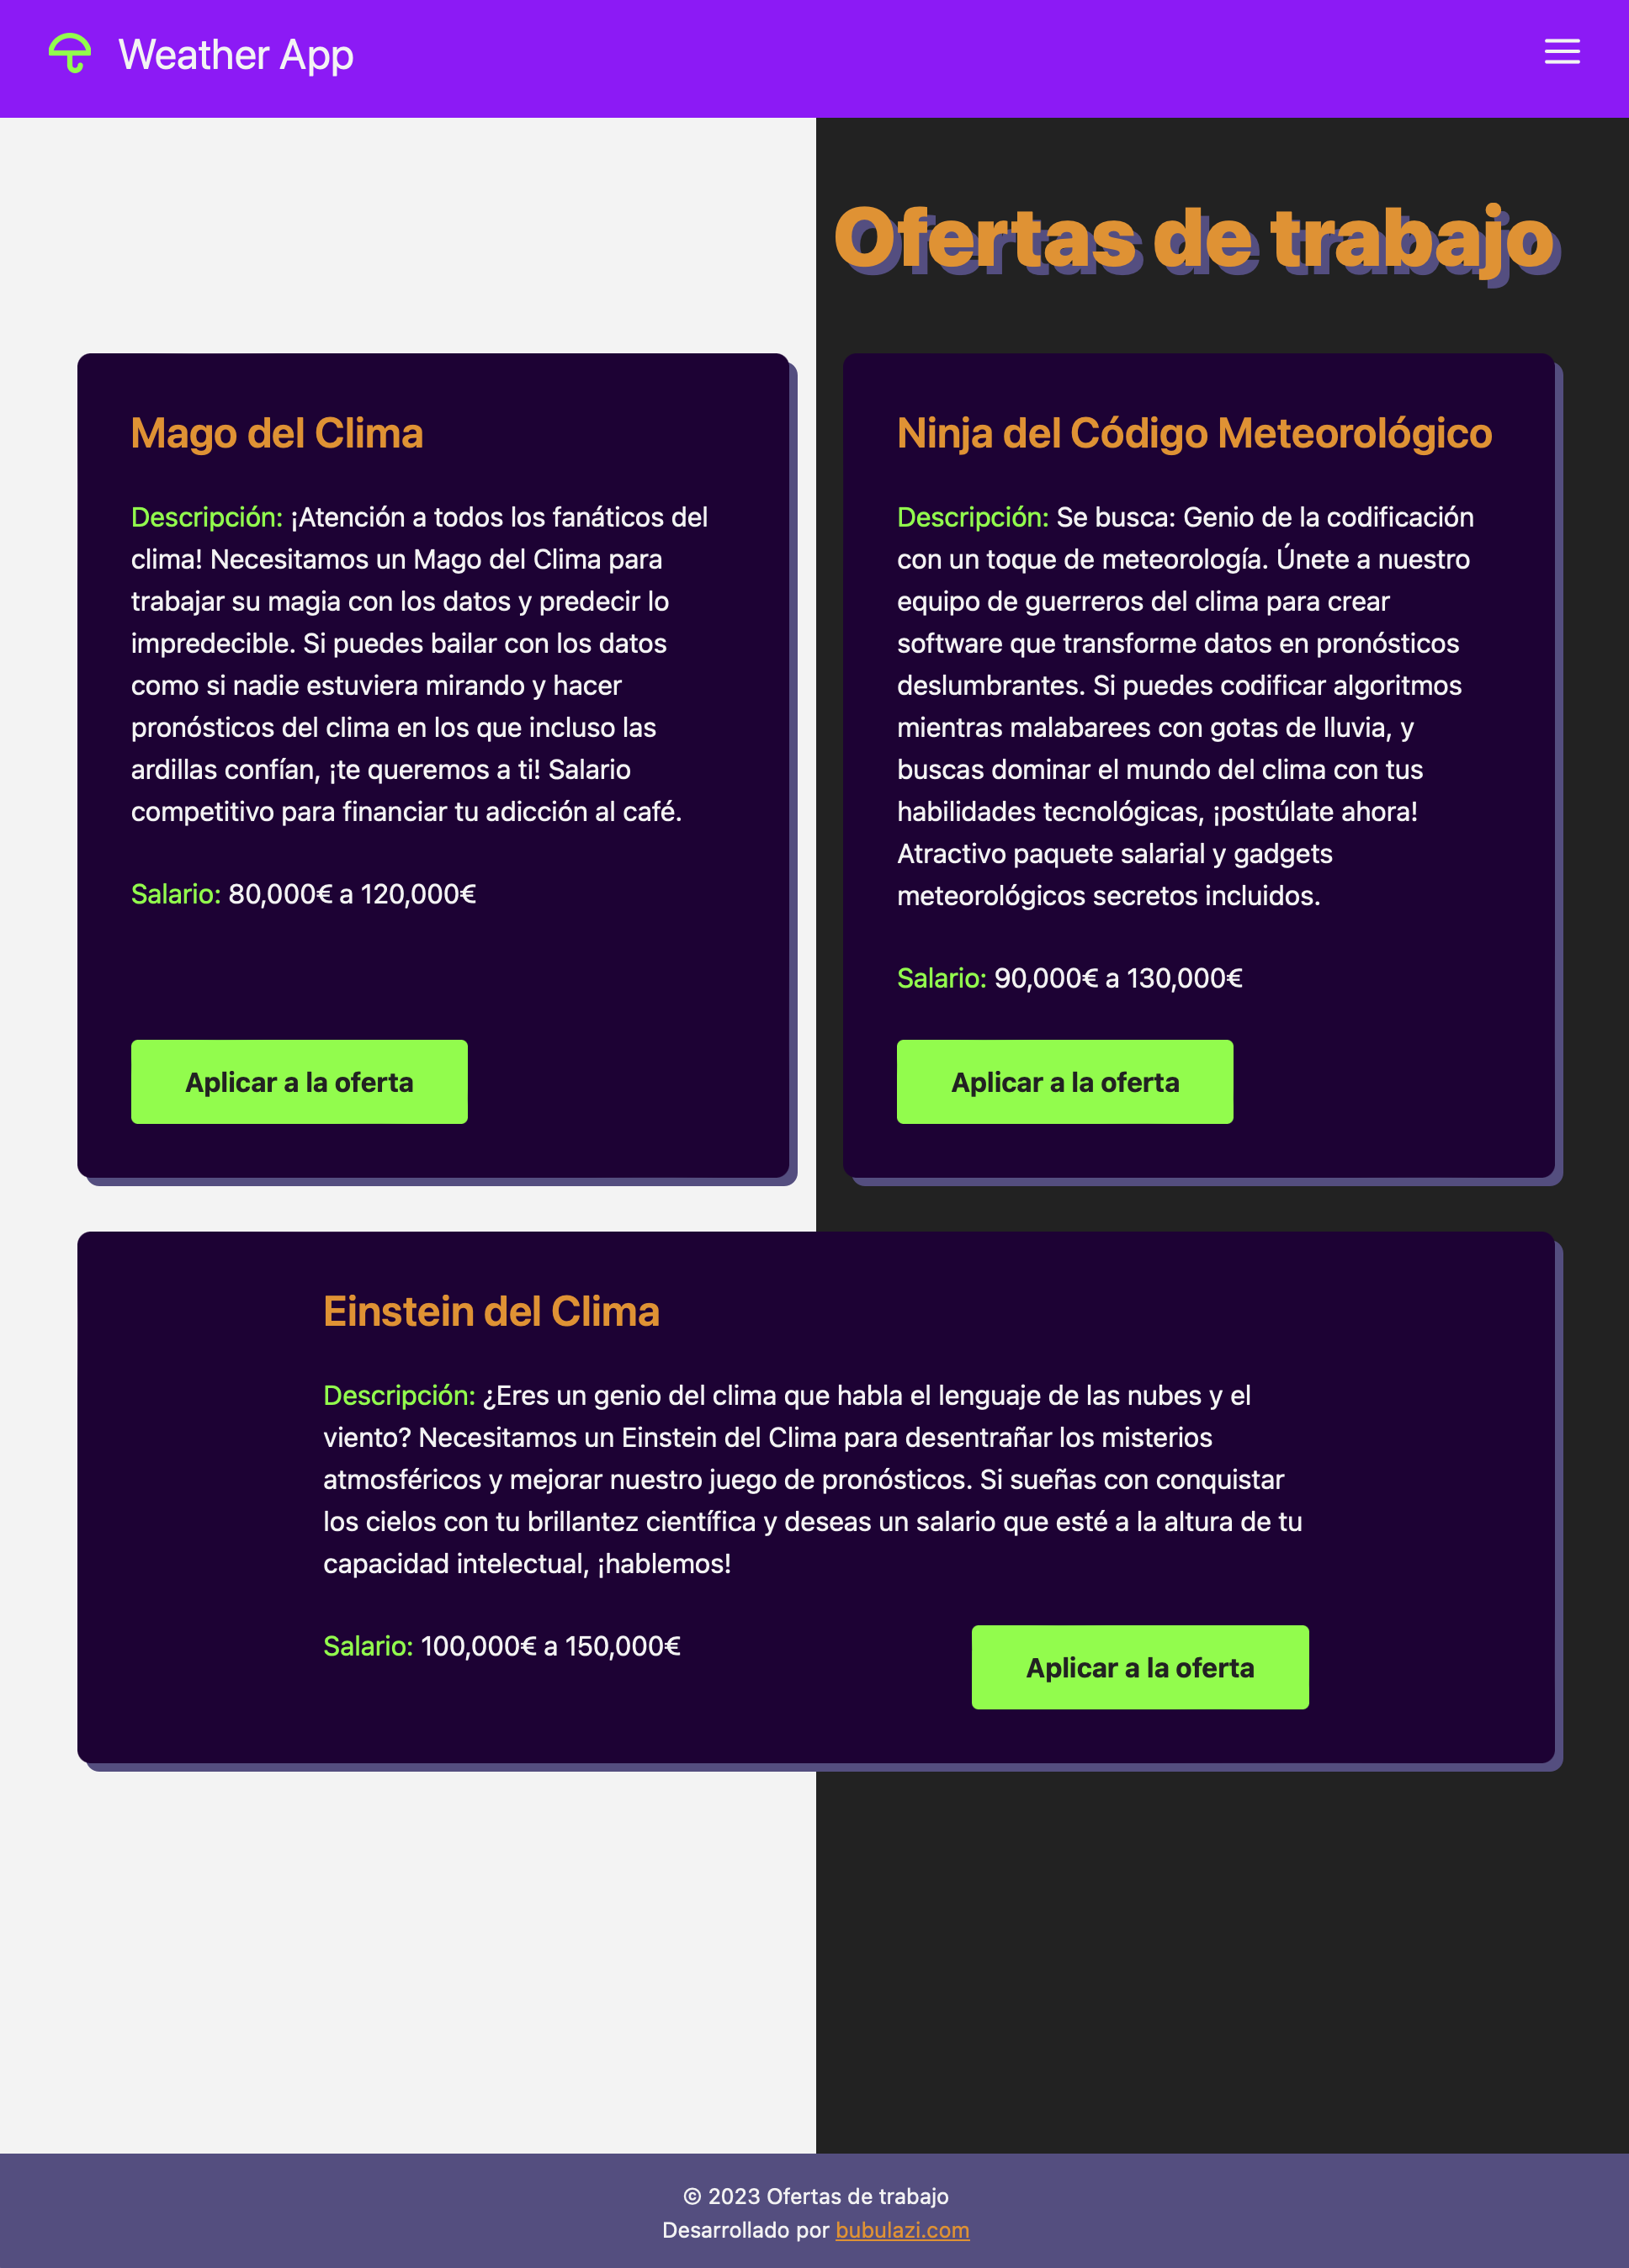 Weather App
Ofertas de trabajo
Mago del Clima
Descripción: ¡Atención a todos los fanáticos del
clima! Necesitamos un Mago del Clima para
trabajar su magia con los datos y predecir lo
impredecible. Si puedes bailar con los datos
como si nadie estuviera mirando y hacer
pronósticos del clima en los que incluso las
ardillas confían, ¡te queremos a ti! Salario
competitivo para financiar tu adicción al café.
Salario: 80,000€ a 120,000€
Aplicar a la oferta
Ninja del Código Meteorológico
Descripción: Se busca: Genio de la codificación
con un toque de meteorología. Únete a nuestro
equipo de guerreros del clima para crear
software que transforme datos en pronósticos
deslumbrantes. Si puedes codificar algoritmos
mientras malabarees con gotas de lluvia, y
buscas dominar el mundo del clima con tus
habilidades tecnológicas, ¡postúlate ahora!
Atractivo paquete salarial y gadgets
meteorológicos secretos incluidos.
Salario: 90,000€ a 130,000€
Aplicar a la oferta
Einstein del Clima
Descripción: ¿Eres un genio del clima que habla el lenguaje de las nubes y el
viento? Necesitamos un Einstein del Clima para desentrañar los misterios
atmosféricos y mejorar nuestro juego de pronósticos. Si sueñas con conquistar
los cielos con tu brillantez científica y deseas un salario que esté a la altura de tu
capacidad intelectual, ¡hablemos!
Salario: 100,000€ a 150,000€
Aplicar a la oferta
© 2023 Ofertas de trabajo
Desarrollado por bubulazi.com